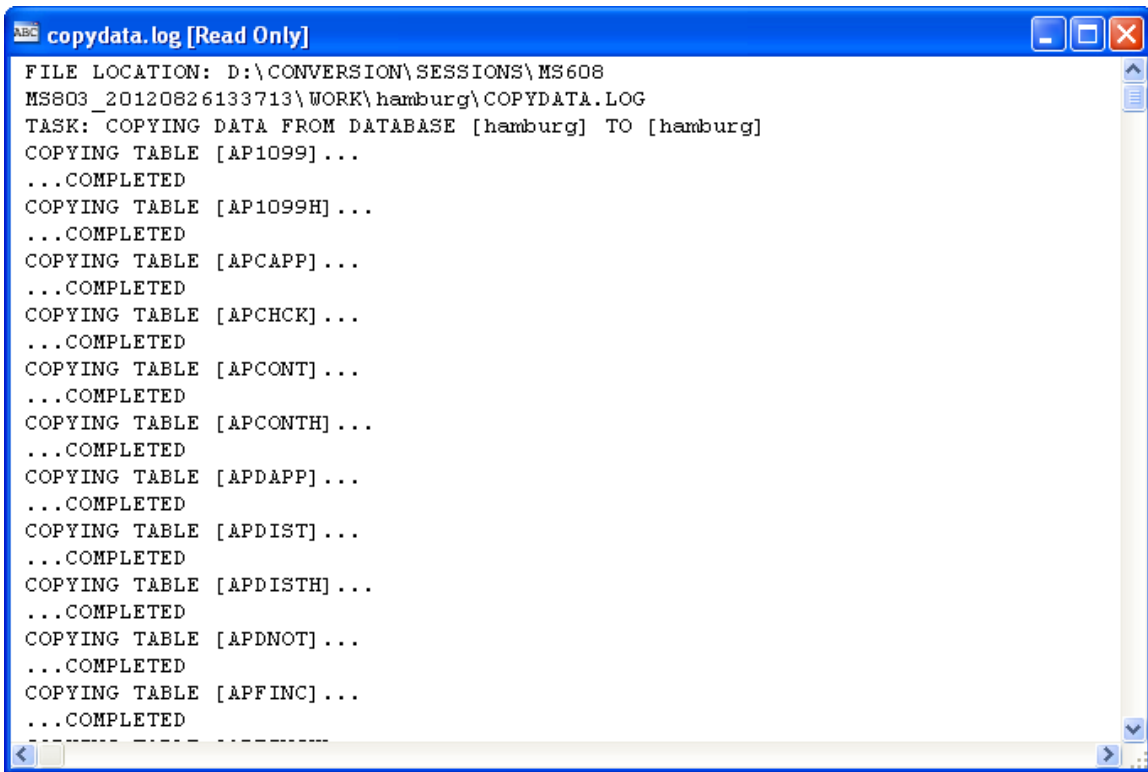 copydata.log [Read Only]
FILE LOCATION: D:\CONVERSION\SESSIONS\MS608
MS803_20120826133713\WORK\hamburg\COPYDATA.LOG
TASK: COPYING DATA FROM DATABASE [hamburg] TO [hamburg]
COPYING TABLE [AP1099]...
...COMPLETED
COPYING TABLE [AP1099H]...
...COMPLETED
COPYING TABLE [APCAPP]...
...COMPLETED
COPYING TABLE [APCHCK]...
...COMPLETED
COPYING TABLE [APCONT]...
...COMPLETED
COPYING TABLE [APCONTH]...
...COMPLETED
COPYING TABLE [APDAPP]...
...COMPLETED
COPYING TABLE [APDIST]...
...COMPLETED
COPYING TABLE [APDISTH]...
...COMPLETED
COPYING TABLE [APDNOT]...
...COMPLETED
COPYING TABLE [APFINC]...
...COMPLETED